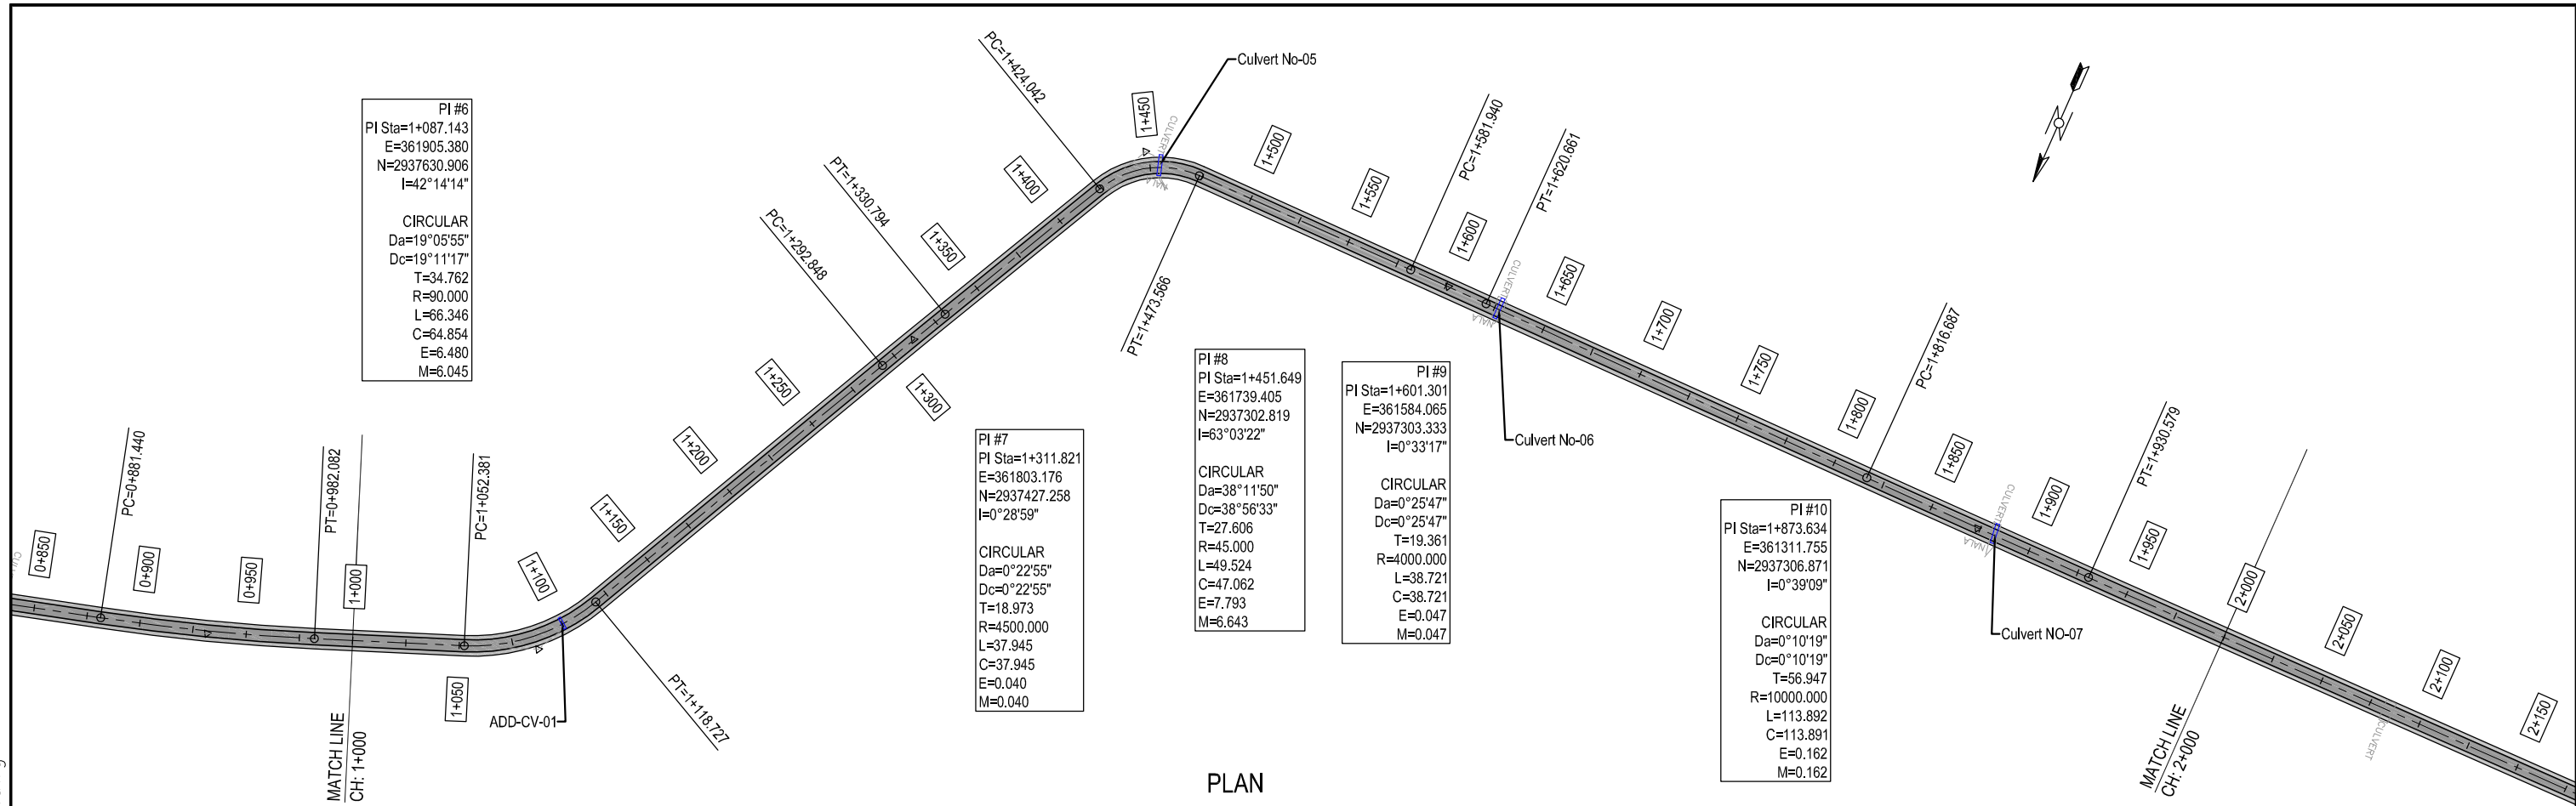 PI #6
PI Sta=1+087.143
E=361905.380
N=2937630.906
I=42°14'14"
CIRCULAR
Da=19°05'55"
Dc=19°11'17"
T=34.762
R=90.000
L=66.346
C=64.854
E=6.480
M=6.045
PC=1+424.042
1+450
CULVERT
NALA
Culvert No-05
1+500
1+550
PC=1+581.940
1+600
PT=1+620.661
CULVERT
NALA
1+650
1+700
1+750
1+800
PC=1+816.687
1+850
CULVERT
NALA
1+900
1+950
PT=1+930.579
2+000
2+050
2+100
2+150
CULVERT
1+400
PT=1+330.794
1+350
PC=1+292.848
1+300
1+250
1+200
1+150
1+100
PT=1+473.566
PC=0+881.440
0+850
0+900
0+950
PT=0+982.082
1+000
PC=1+052.381
1+050
MATCH LINE
CH: 1+000
ADD-CV-01
PT=1+118.727
PI #7
PI Sta=1+311.821
E=361803.176
N=2937427.258
I=0°28'59"
CIRCULAR
Da=0°22'55"
Dc=0°22'55"
T=18.973
R=4500.000
L=37.945
C=37.945
E=0.040
M=0.040
PI #8
PI Sta=1+451.649
E=361739.405
N=2937302.819
I=63°03'22"
CIRCULAR
Da=38°11'50"
Dc=38°56'33"
T=27.606
R=45.000
L=49.524
C=47.062
E=7.793
M=6.643
PI #9
PI Sta=1+601.301
E=361584.065
N=2937303.333
I=0°33'17"
CIRCULAR
Da=0°25'47"
Dc=0°25'47"
T=19.361
R=4000.000
L=38.721
C=38.721
E=0.047
M=0.047
Culvert No-06
PI #10
PI Sta=1+873.634
E=361311.755
N=2937306.871
I=0°39'09"
CIRCULAR
Da=0°10'19"
Dc=0°10'19"
T=56.947
R=10000.000
L=113.892
C=113.891
E=0.162
M=0.162
Culvert NO-07
MATCH LINE
CH: 2+000
PLAN